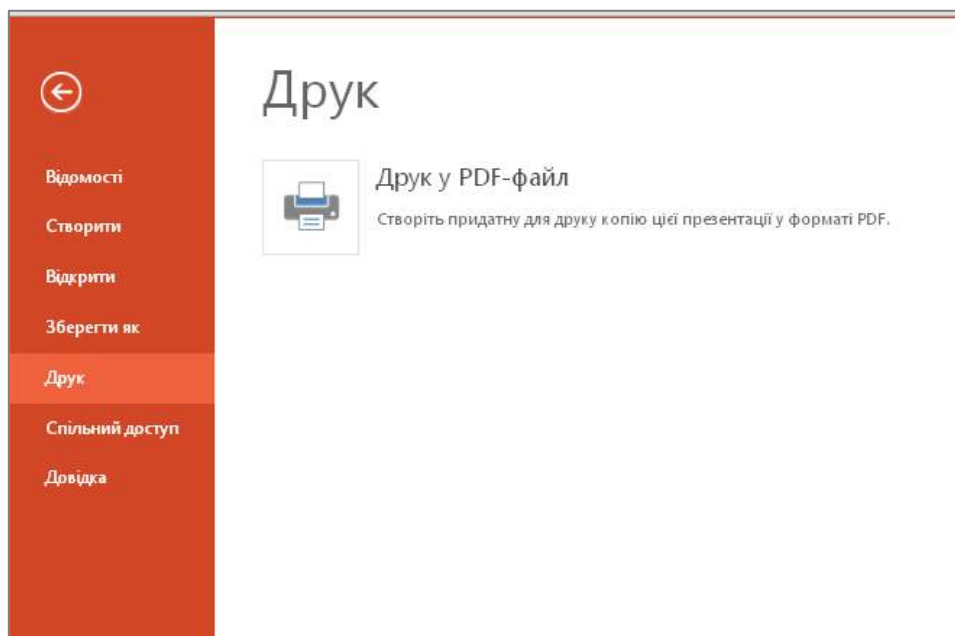 Друк
Друк у PDF-файл
Створіть придатну для друку копію цієї презентації у форматі PDF.
Відомості
Створити
Відкрити
Зберегти як
Друк
Спільний доступ
Довідка